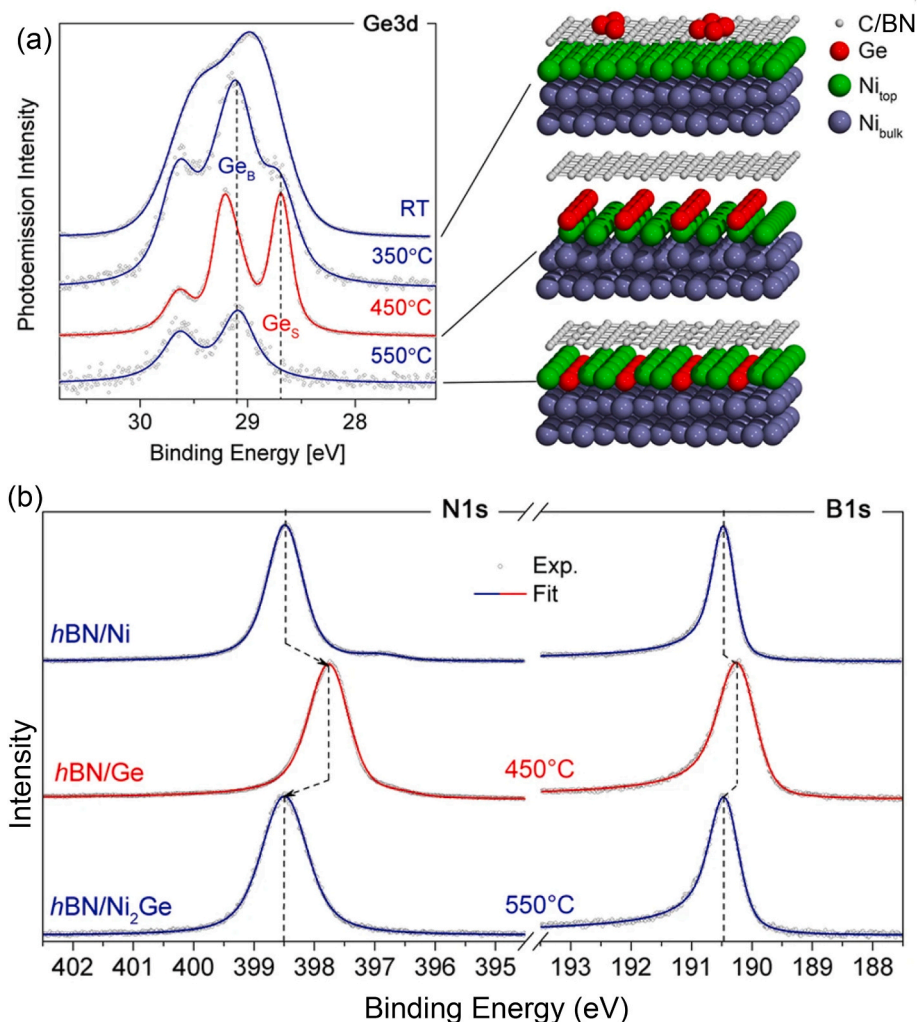 (a)
Ge3d
Photoemission Intensity
Ge_B
RT
350°C
450°C
Ge_S
550°C
30 29 28
Binding Energy [eV]
C/BN
Ge
Ni_top
Ni_bulk
(b)
N1s B1s
Exp.
Fit
hBN/Ni
hBN/Ge 450°C
hBN/Ni₂Ge 550°C
Intensity
402 401 400 399 398 397 396 395 193 192 191 190 189 188
Binding Energy (eV)